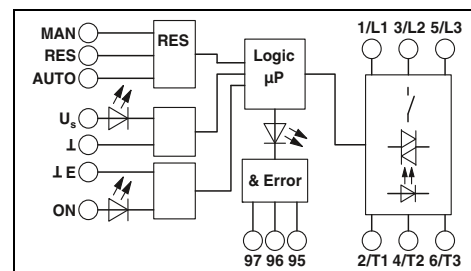 MAN
RES
AUTO
RES
Us
⊥
⊥ E
ON
Logic
µP
& Error
97 96 95
1/L1 3/L2 5/L3
2/T1 4/T2 6/T3